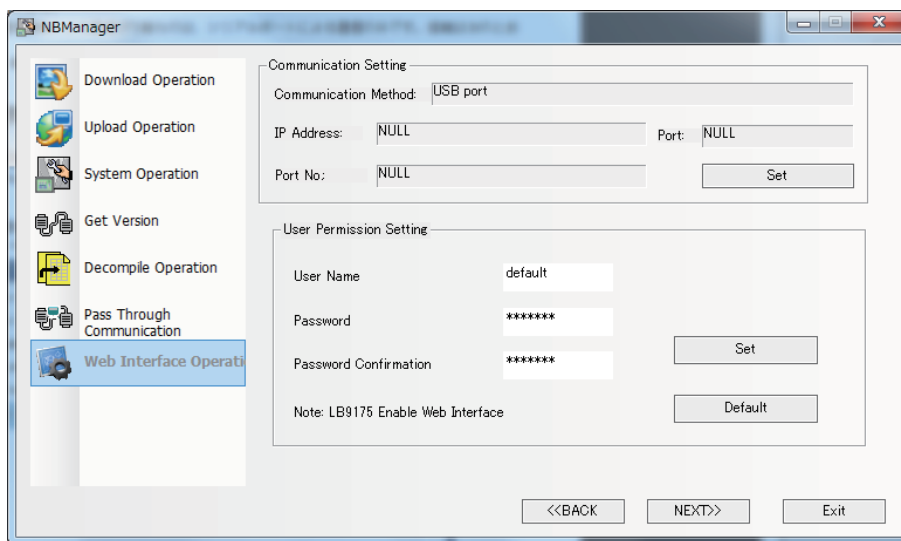 NBManager
Download Operation
Upload Operation
System Operation
Get Version
Decompile Operation
Pass Through
Communication
Web Interface Operati
Communication Setting
Communication Method: USB port
IP Address: NULL Port: NULL
Port No; NULL Set
User Permission Setting
User Name default
Password *******
Password Confirmation *******
Set
Note: LB9175 Enable Web Interface
Default
<<BACK NEXT>> Exit